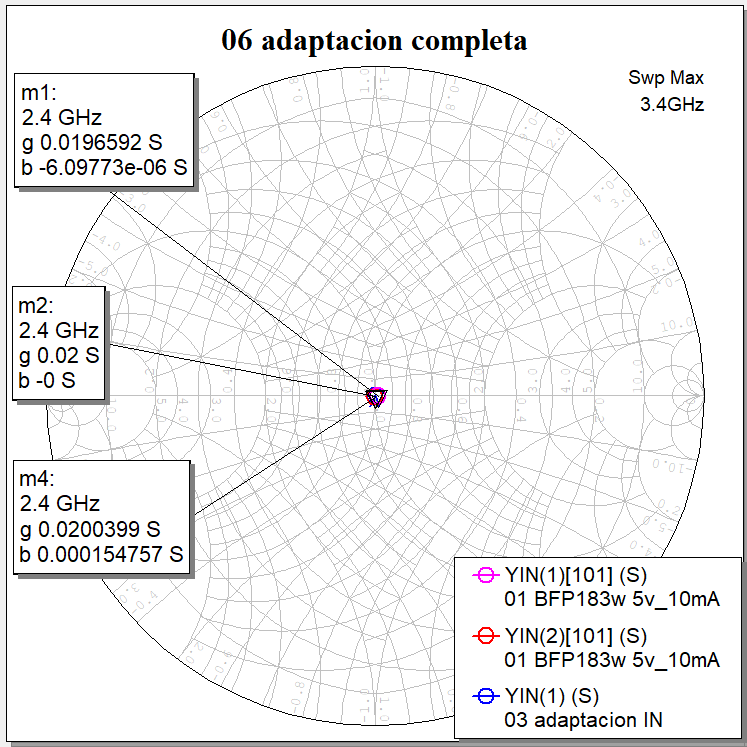 06 adaptacion completa
Swp Max
3.4GHz
m1:
2.4 GHz
g 0.0196592 S
b -6.09773e-06 S
m2:
2.4 GHz
g 0.02 S
b -0 S
m4:
2.4 GHz
g 0.0200399 S
b 0.000154757 S
YIN(1)[101] (S)
01 BFP183w 5v_10mA
YIN(2)[101] (S)
01 BFP183w 5v_10mA
YIN(1) (S)
03 adaptacion IN